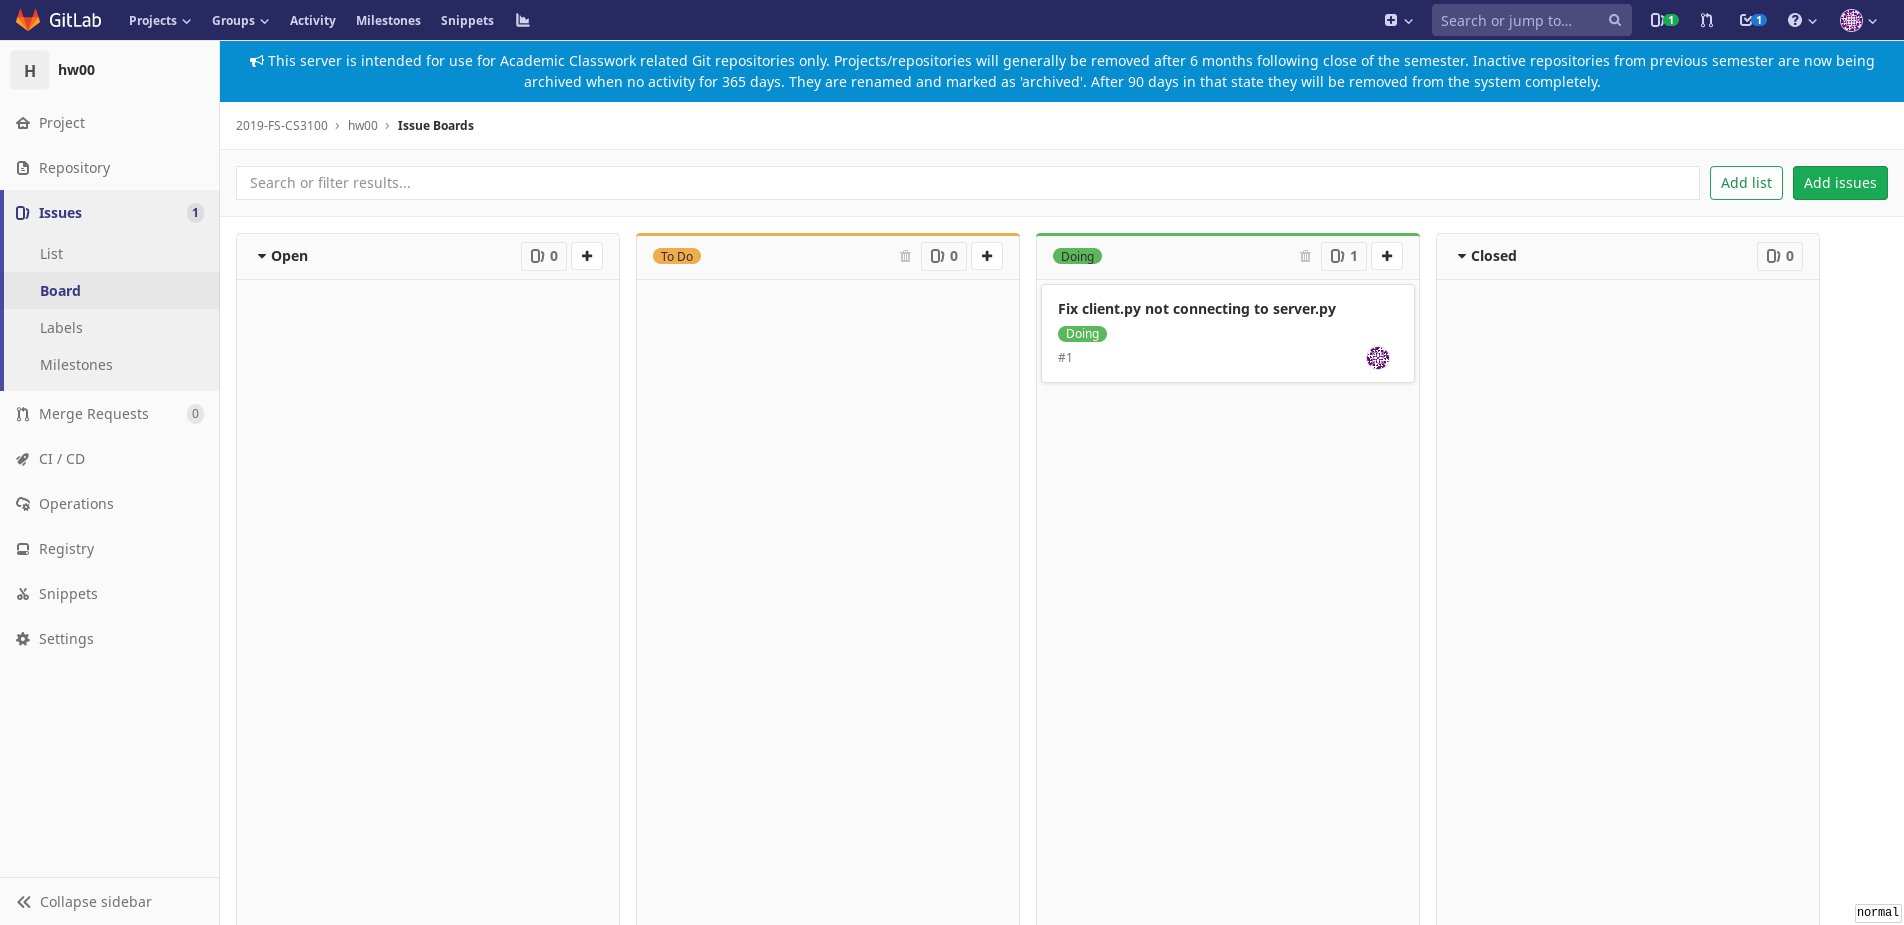 GitLab Projects Groups Activity Milestones Snippets Search or jump to… 1 1
H hw00
This server is intended for use for Academic Classwork related Git repositories only. Projects/repositories will generally be removed after 6 months following close of the semester. Inactive repositories from previous semester are now being
archived when no activity for 365 days. They are renamed and marked as 'archived'. After 90 days in that state they will be removed from the system completely.
2019-FS-CS3100 › hw00 › Issue Boards
Project
Repository
Issues 1
List
Board
Labels
Milestones
Merge Requests 0
CI / CD
Operations
Registry
Snippets
Settings
Collapse sidebar
Search or filter results... Add list Add issues
Open 0
To Do 0
Doing 1
Fix client.py not connecting to server.py
Doing
#1
Closed 0
normal